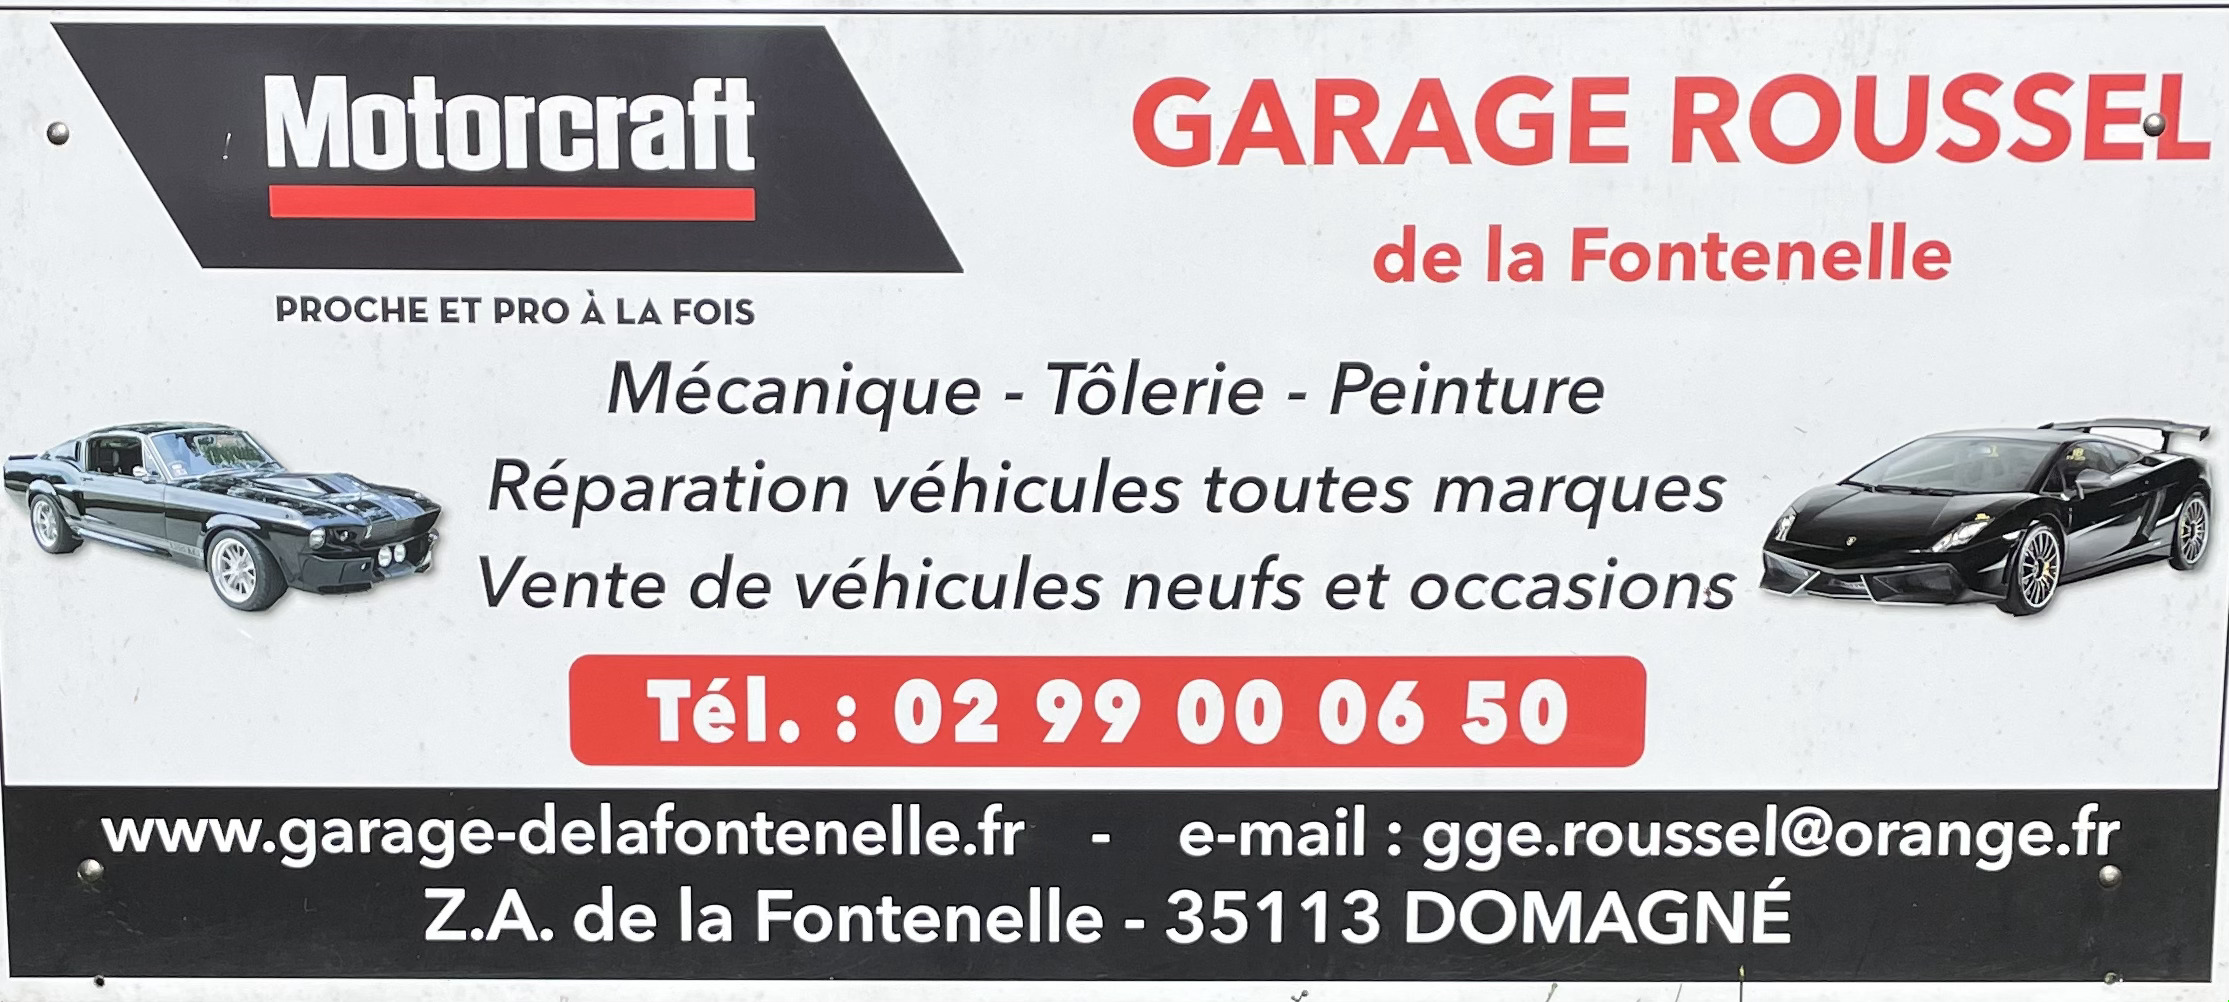 Motorcraft
PROCHE ET PRO À LA FOIS
GARAGE ROUSSEL
de la Fontenelle
Mécanique - Tôlerie - Peinture
Réparation véhicules toutes marques
Vente de véhicules neufs et occasions
Tél. : 02 99 00 06 50
www.garage-delafontenelle.fr - e-mail : gge.roussel@orange.fr
Z.A. de la Fontenelle - 35113 DOMAGNÉ